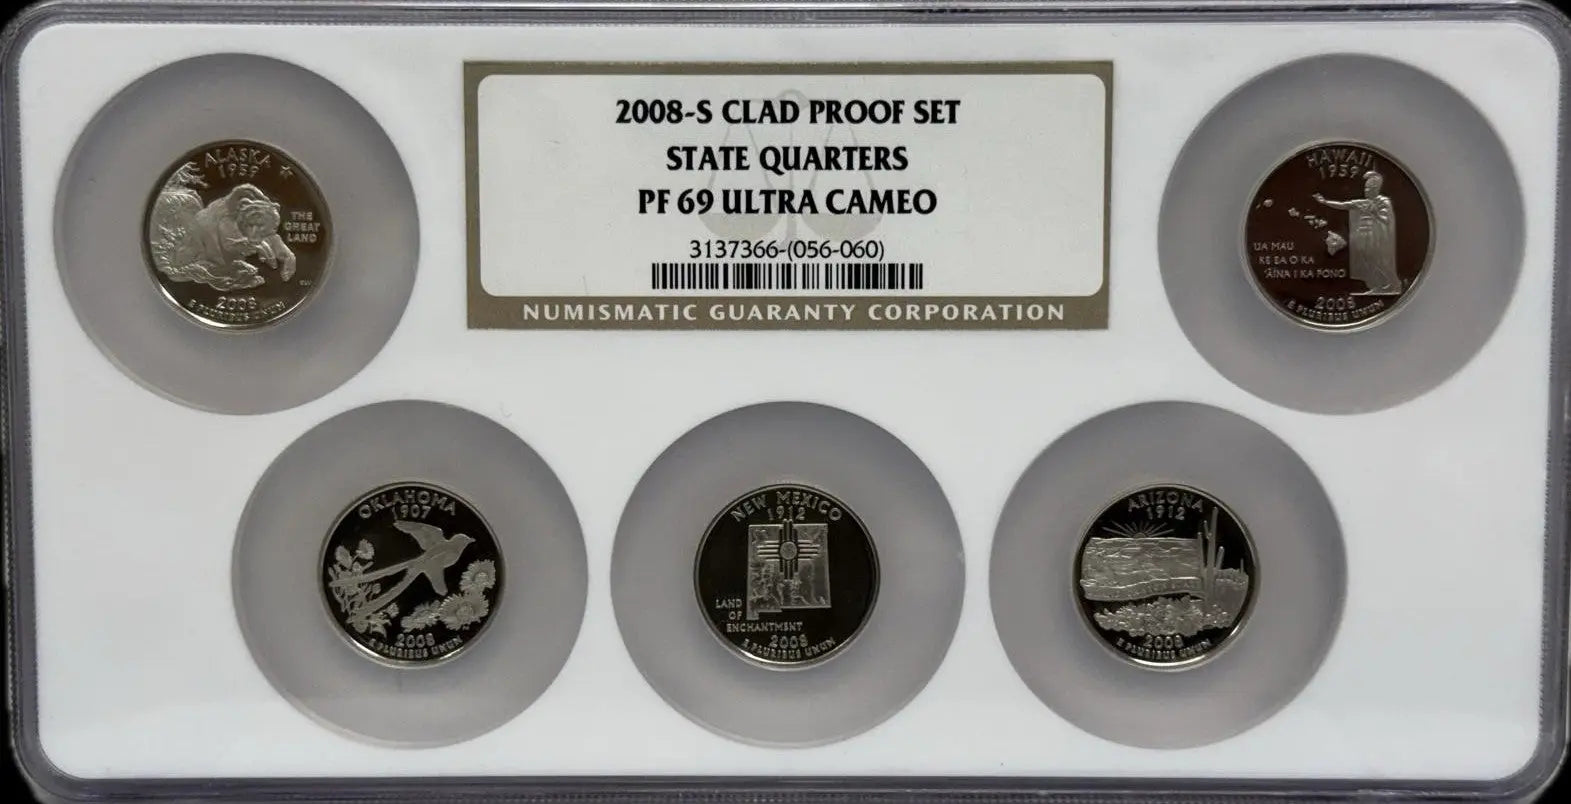 2008-S CLAD PROOF SET
STATE QUARTERS
PF 69 ULTRA CAMEO
3137366-(056-060)
NUMISMATIC GUARANTY CORPORATION
ALASKA
1959
THE
GREAT
LAND
2008
E PLURIBUS UNUM
HAWAII
1959
UA MAU
KE EA O KA
ʻĀINA I KA PONO
2008
E PLURIBUS UNUM
OKLAHOMA
1907
2008
E PLURIBUS UNUM
NEW MEXICO
1912
LAND
OF
ENCHANTMENT
2008
E PLURIBUS UNUM
ARIZONA
1912
2008
E PLURIBUS UNUM